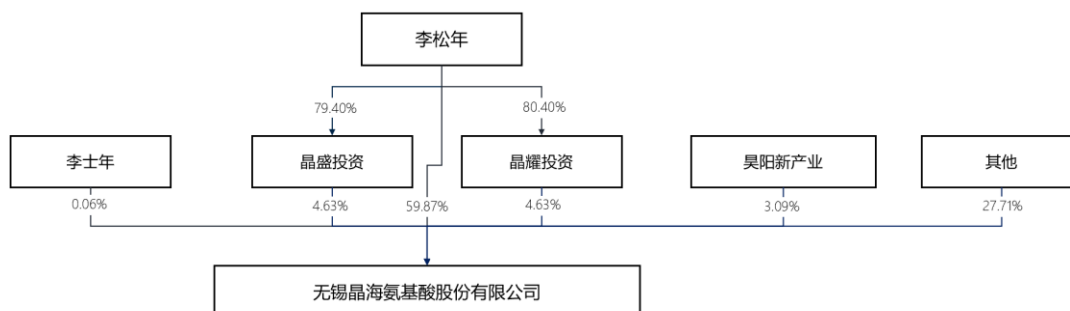 李松年
79.40%
80.40%
李士年
晶盛投资
晶耀投资
昊阳新产业
其他
0.06%
4.63%
59.87%
4.63%
3.09%
27.71%
无锡晶海氨基酸股份有限公司